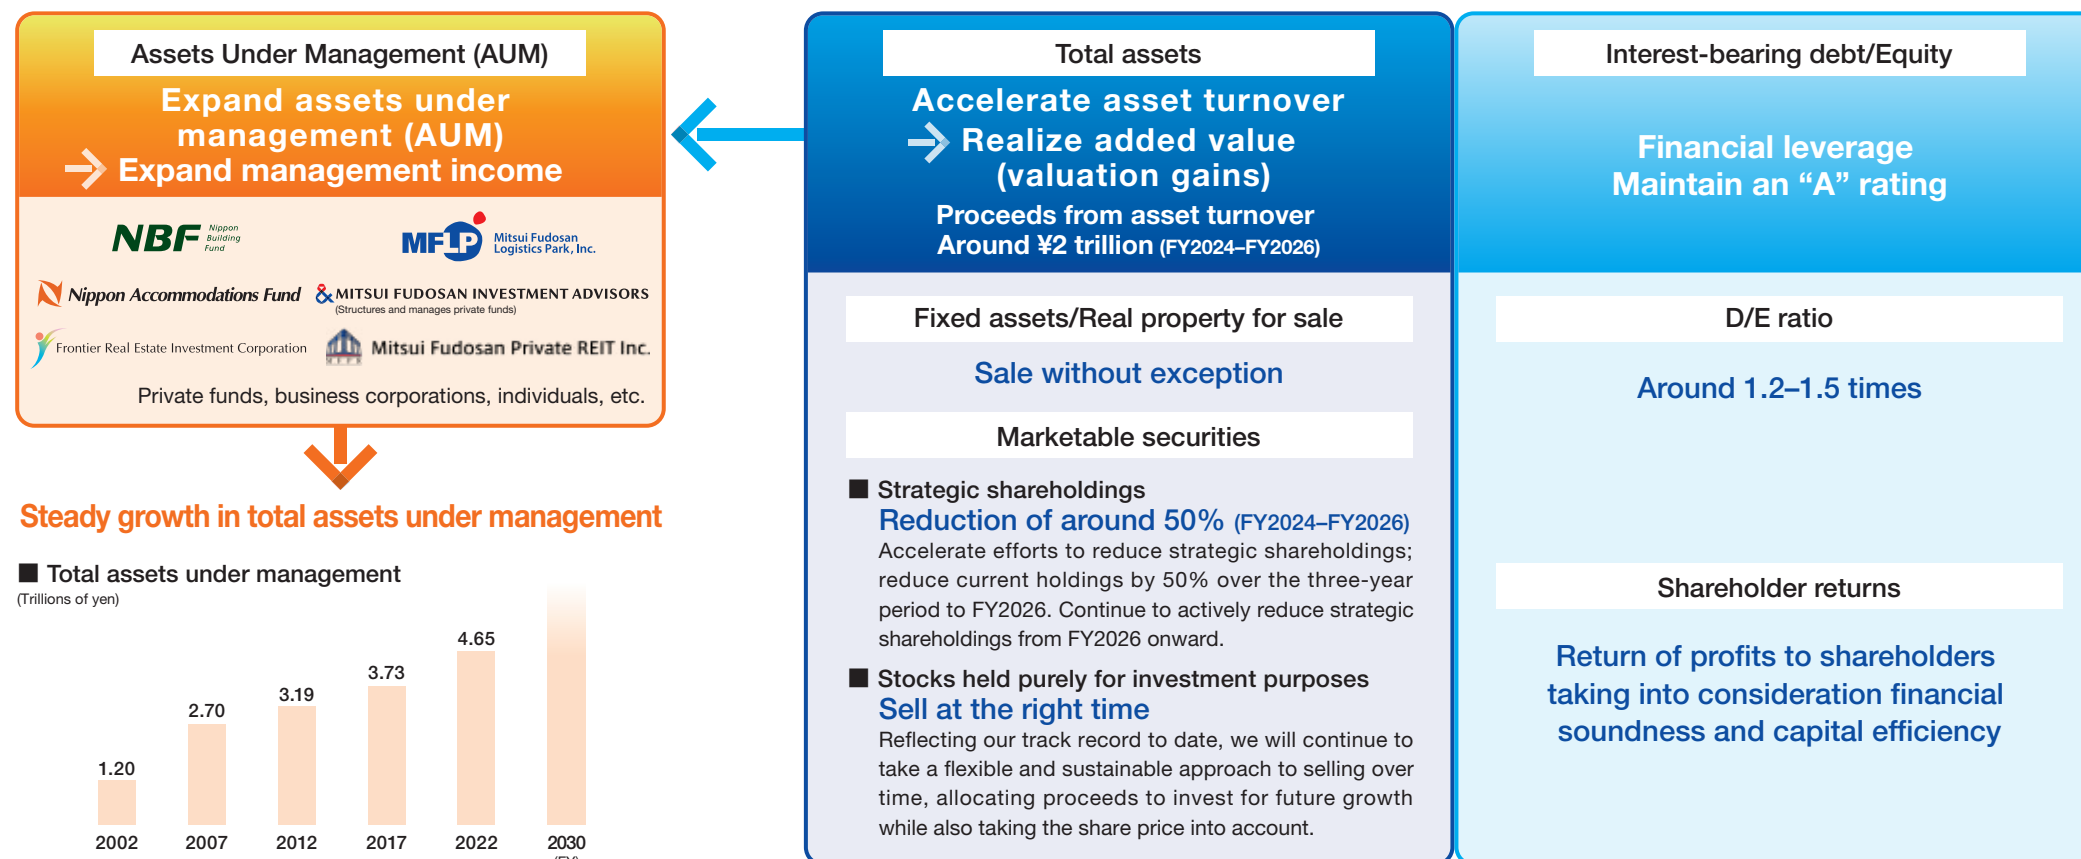 Assets Under Management (AUM)
Expand assets under
management (AUM)
Expand management income
NBF Nippon
Building
Fund
MFLP Mitsui Fudosan
Logistics Park, Inc.
Nippon Accommodations Fund
& MITSUI FUDOSAN INVESTMENT ADVISORS
(Structures and manages private funds)
Frontier Real Estate Investment Corporation
Mitsui Fudosan Private REIT Inc.
Private funds, business corporations, individuals, etc.
Steady growth in total assets under management
■ Total assets under management
(Trillions of yen)
1.20
2.70
3.19
3.73
4.65
2002 2007 2012 2017 2022 2030
(FY)
Total assets
Accelerate asset turnover
Realize added value
(valuation gains)
Proceeds from asset turnover
Around ¥2 trillion (FY2024–FY2026)
Fixed assets/Real property for sale
Sale without exception
Marketable securities
■ Strategic shareholdings
Reduction of around 50% (FY2024–FY2026)
Accelerate efforts to reduce strategic shareholdings;
reduce current holdings by 50% over the three-year
period to FY2026. Continue to actively reduce strategic
shareholdings from FY2026 onward.
■ Stocks held purely for investment purposes
Sell at the right time
Reflecting our track record to date, we will continue to
take a flexible and sustainable approach to selling over
time, allocating proceeds to invest for future growth
while also taking the share price into account.
Interest-bearing debt/Equity
Financial leverage
Maintain an “A” rating
D/E ratio
Around 1.2–1.5 times
Shareholder returns
Return of profits to shareholders
taking into consideration financial
soundness and capital efficiency